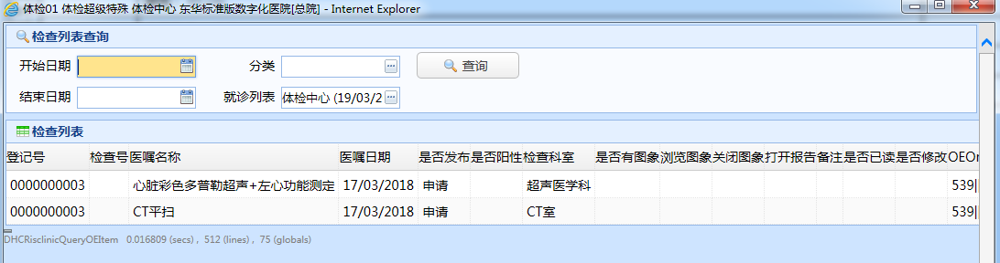 体检01 体检超级特殊 体检中心 东华标准版数字化医院[总院] - Internet Explorer
检查列表查询
开始日期 分类 查询
结束日期 就诊列表 体检中心 (19/03/2
检查列表
登记号 检查号 医嘱名称 医嘱日期 是否发布 是否阳性 检查科室 是否有图象 浏览图象 关闭图象 打开报告 备注 是否已读 是否修改 OEOr
0000000003 心脏彩色多普勒超声+左心功能测定 17/03/2018 申请 超声医学科 539||
0000000003 CT平扫 17/03/2018 申请 CT室 539||
DHCRisclinicQueryOEItem 0.016809 (secs) , 512 (lines) , 75 (globals)